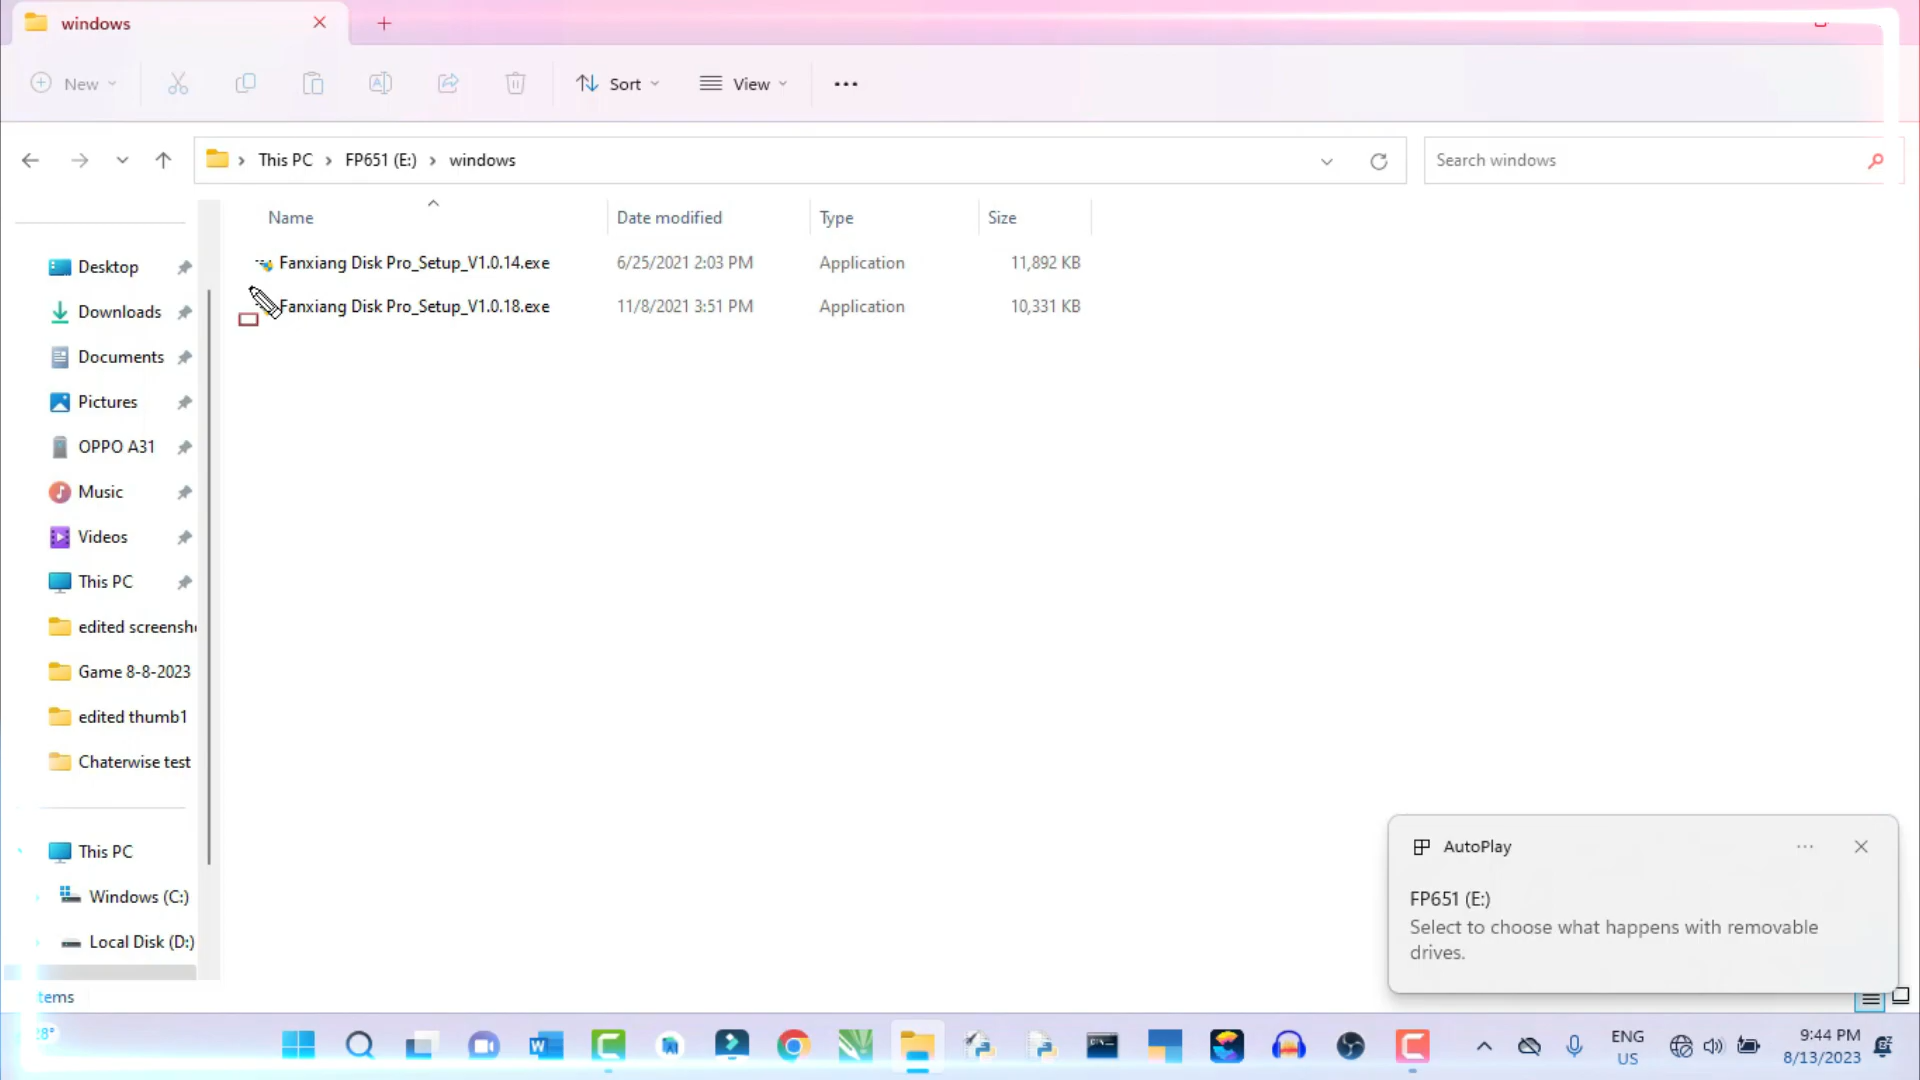 windows
New
Sort
View
This PC
FP651 (E:)
windows
Search windows
Name
Date modified
Type
Size
Fanxiang Disk Pro_Setup_V1.0.14.exe
6/25/2021 2:03 PM
Application
11,892 KB
Fanxiang Disk Pro_Setup_V1.0.18.exe
11/8/2021 3:51 PM
Application
10,331 KB
Desktop
Downloads
Documents
Pictures
OPPO A31
Music
Videos
This PC
edited screensh
Game 8-8-2023
edited thumb1
Chaterwise test
This PC
Windows (C:)
Local Disk (D:)
tems
AutoPlay
FP651 (E:)
Select to choose what happens with removable
drives.
28°
ENG
US
9:44 PM
8/13/2023